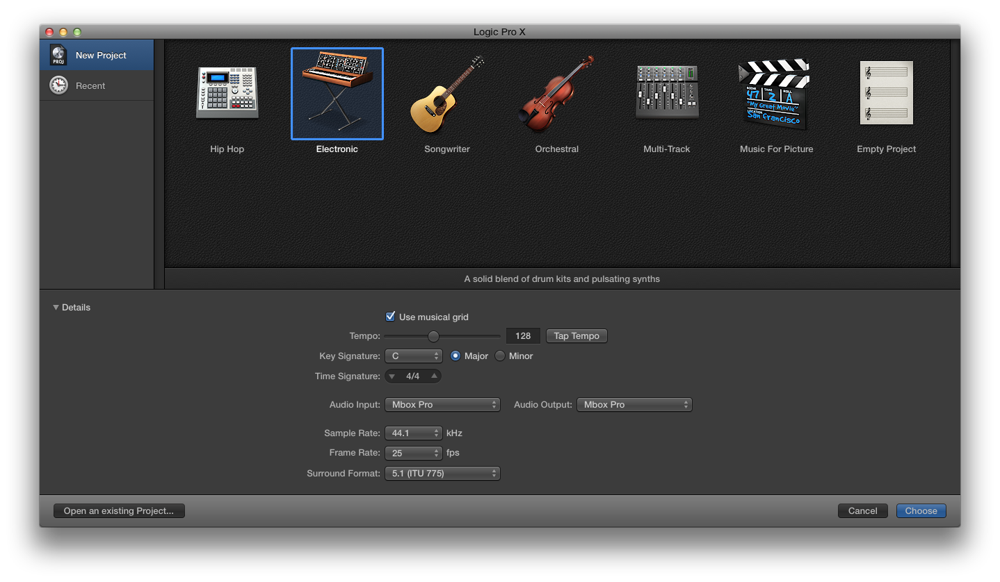 Logic Pro X
PROJ
New Project
Recent
SCENE TAKE ROLL
47 2 A
"My Great Movie"
LOCATION
San Francisco
Hip Hop Electronic Songwriter Orchestral Multi-Track Music For Picture Empty Project
A solid blend of drum kits and pulsating synths
Details
Use musical grid
Tempo: 128 Tap Tempo
Key Signature: C Major Minor
Time Signature: 4/4
Audio Input: Mbox Pro Audio Output: Mbox Pro
Sample Rate: 44.1 kHz
Frame Rate: 25 fps
Surround Format: 5.1 (ITU 775)
Open an existing Project... Cancel Choose